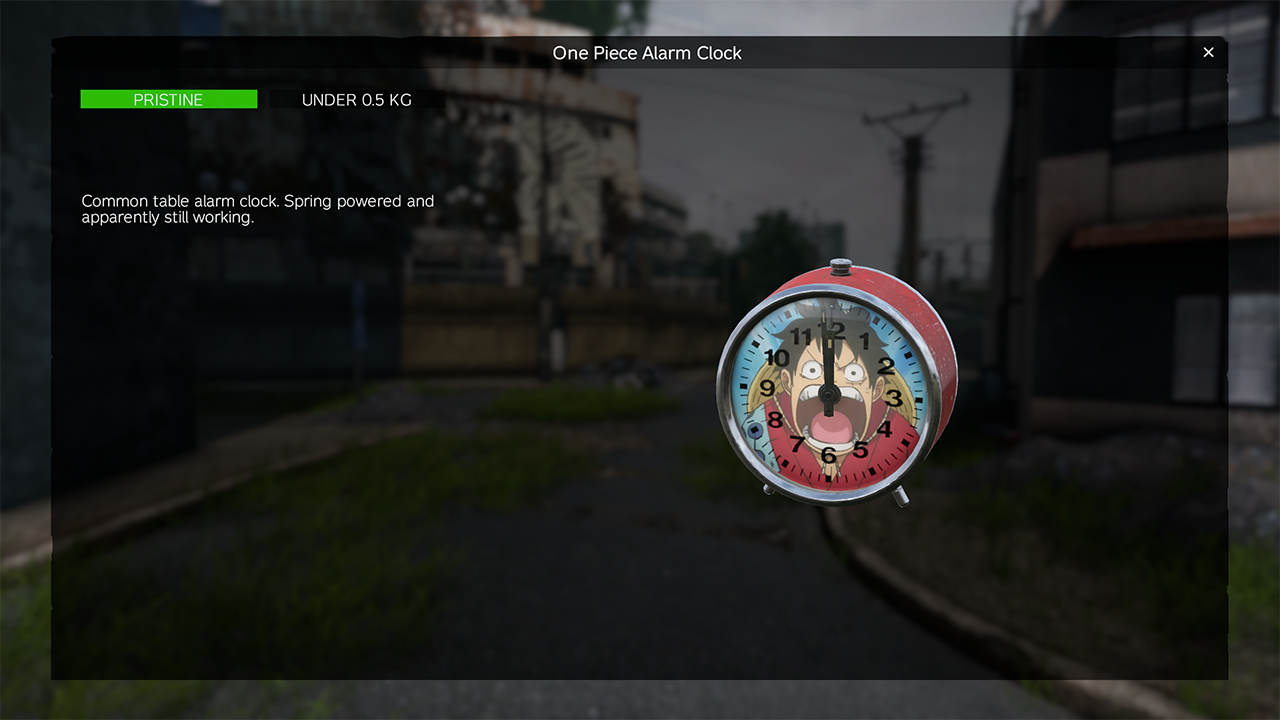 One Piece Alarm Clock ×
PRISTINE UNDER 0.5 KG
Common table alarm clock. Spring powered and
apparently still working.
12
11 1
10 2
9 3
8 4
7 5
6